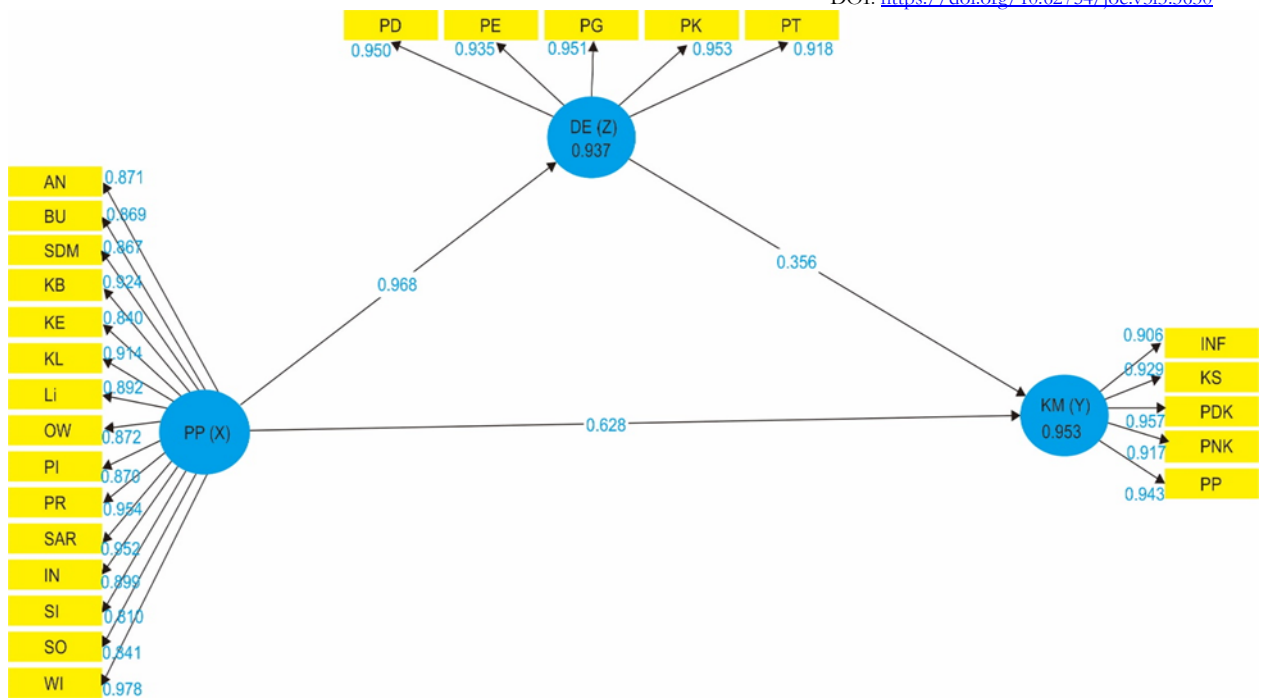 DOI:
PD
PE
PG
PK
PT
0.950
0.935
0.951
0.953
0.918
DE (Z)
0.937
AN
0.871
BU
0.869
SDM
0.867
KB
0.924
KE
0.840
KL
0.914
Li
0.892
OW
0.872
PI
0.870
PR
0.954
SAR
0.952
IN
0.899
SI
0.810
SO
0.841
WI
0.978
PP (X)
0.968
0.356
0.628
KM (Y)
0.953
0.906
INF
0.929
KS
0.957
PDK
0.917
PNK
0.943
PP